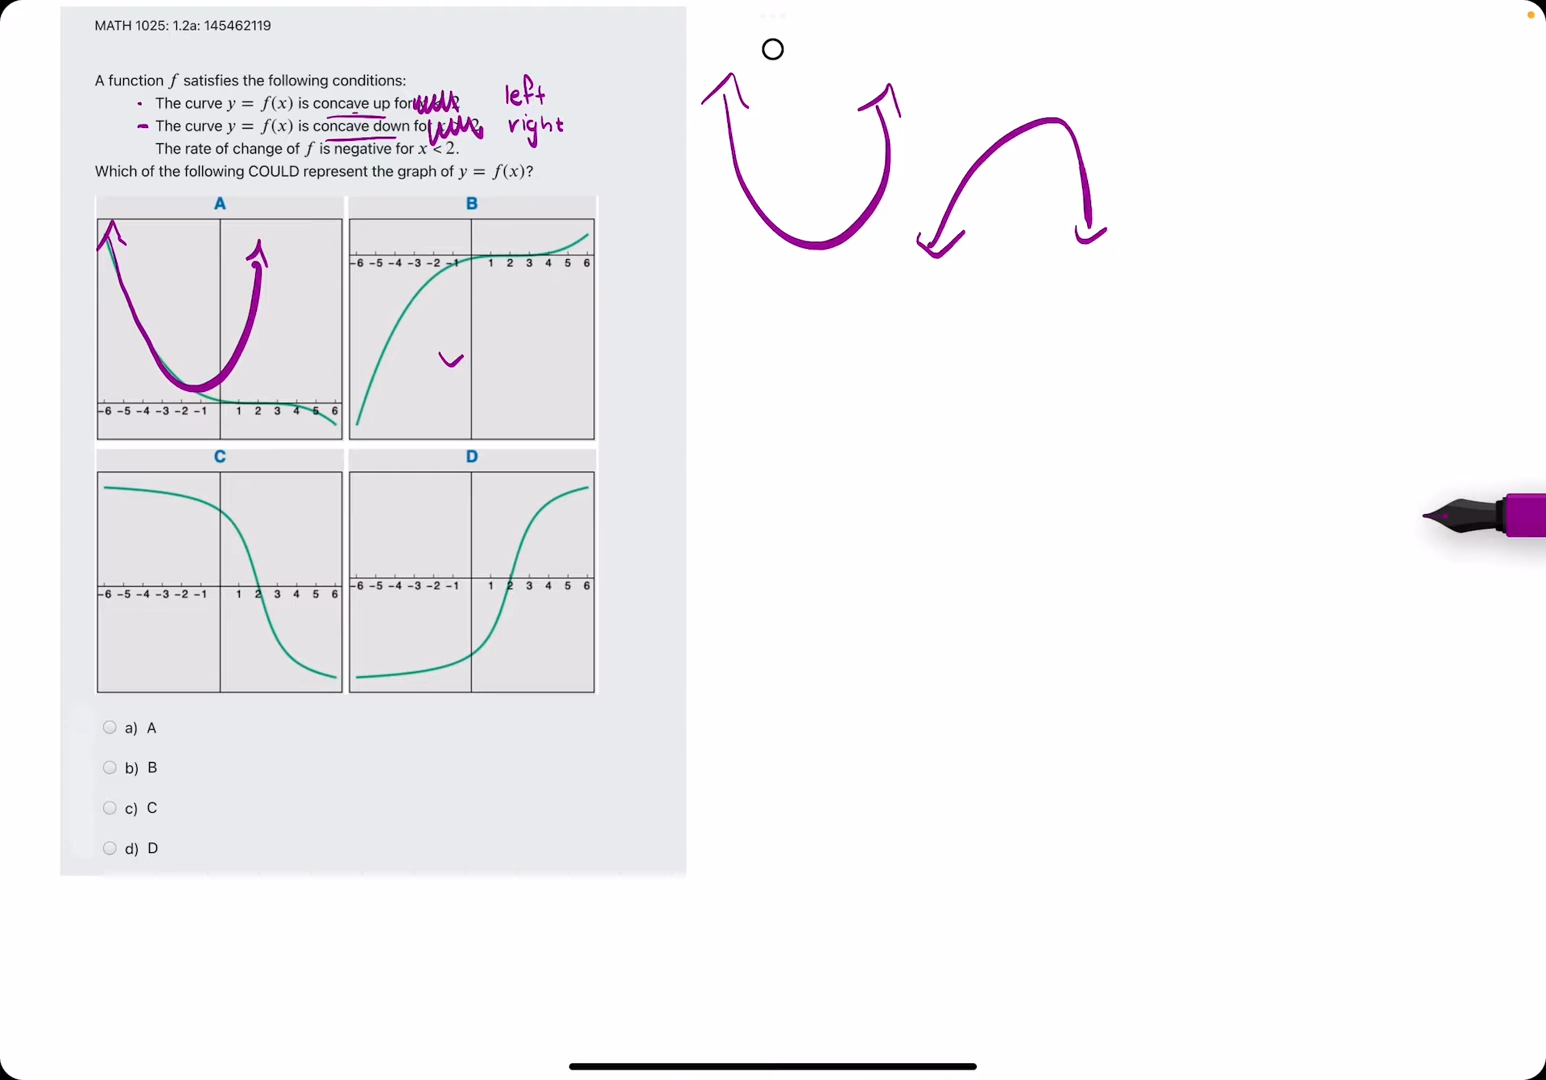 MATH 1025: 1.2a: 145462119
A function f satisfies the following conditions:
The curve y = f(x) is concave up for left
The curve y = f(x) is concave down for right
The rate of change of f is negative for x < 2.
Which of the following COULD represent the graph of y = f(x)?
A B
-6 -5 -4 -3 -2 -1 1 2 3 4 5 6
-6 -5 -4 -3 -2 -1 1 2 3 4 5 6
C D
-6 -5 -4 -3 -2 -1 1 2 3 4 5 6
-6 -5 -4 -3 -2 -1 1 2 3 4 5 6
a) A
b) B
c) C
d) D